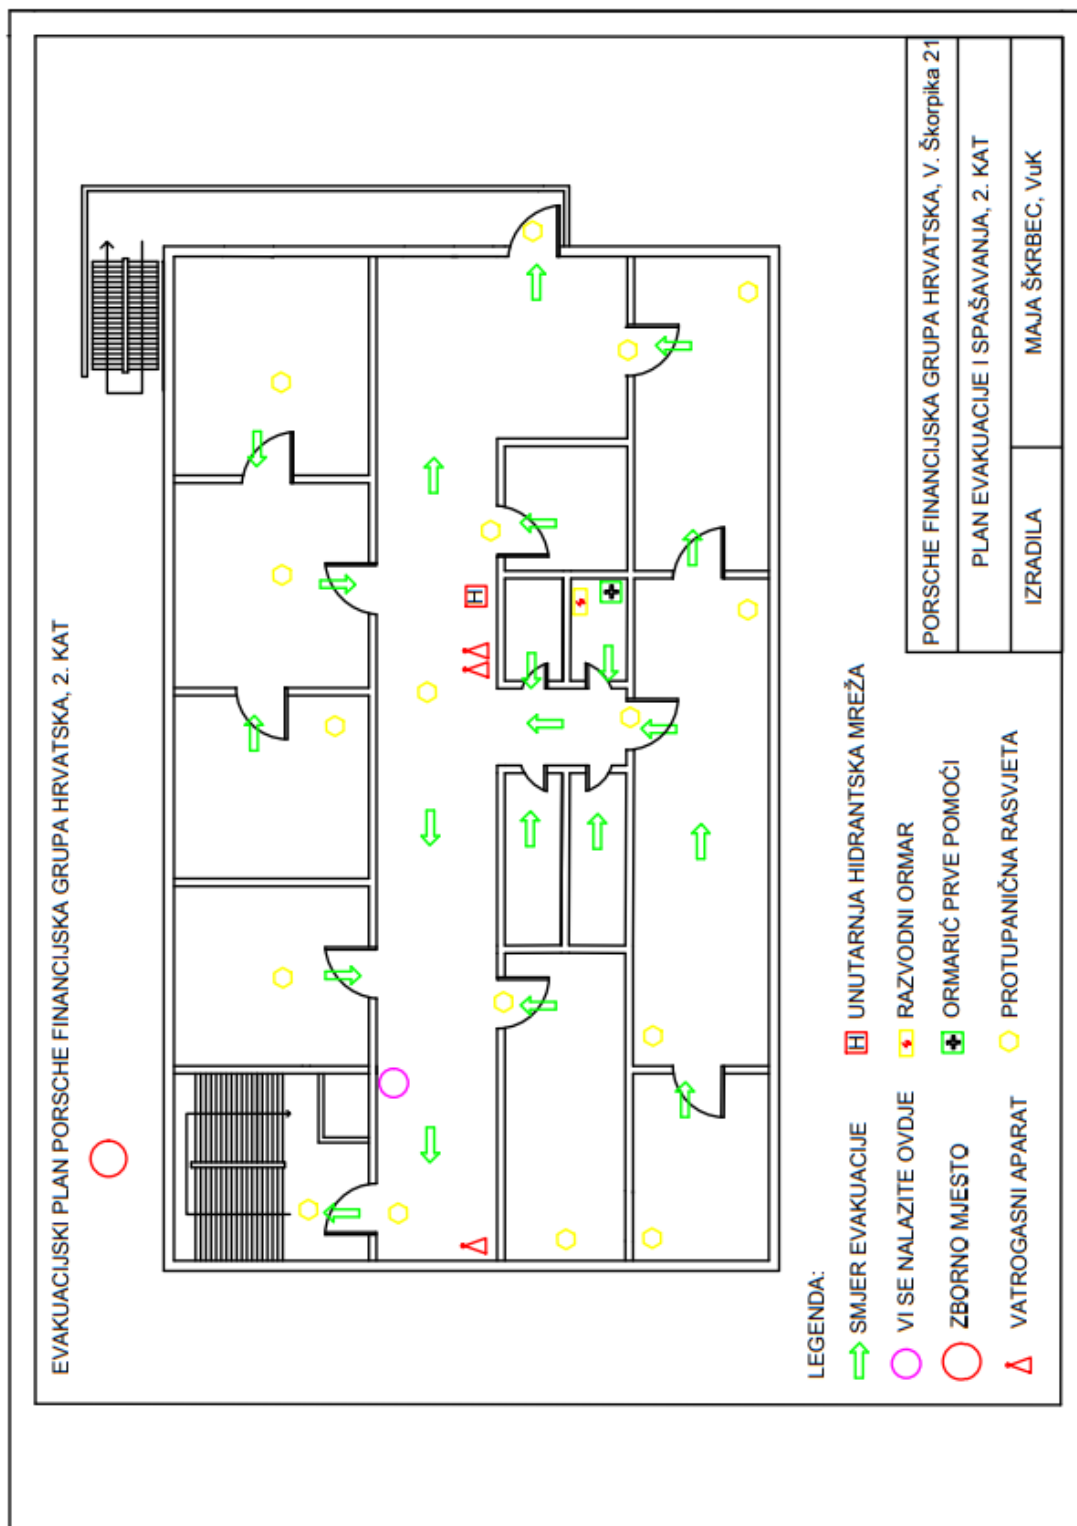 EVAKUACIJSKI PLAN PORSCHE FINANCIJSKA GRUPA HRVATSKA, 2. KAT
H
LEGENDA:
SMJER EVAKUACIJE
H UNUTARNJA HIDRANTSKA MREŽA
VI SE NALAZITE OVDJE
RAZVODNI ORMAR
ZBORNO MJESTO
ORMARIĆ PRVE POMOĆI
VATROGASNI APARAT
PROTUPANIČNA RASVJETA
PORSCHE FINANCIJSKA GRUPA HRVATSKA, V. Škorpika 21
PLAN EVAKUACIJE I SPAŠAVANJA, 2. KAT
IZRADILA
MAJA ŠKRBEC, VuK